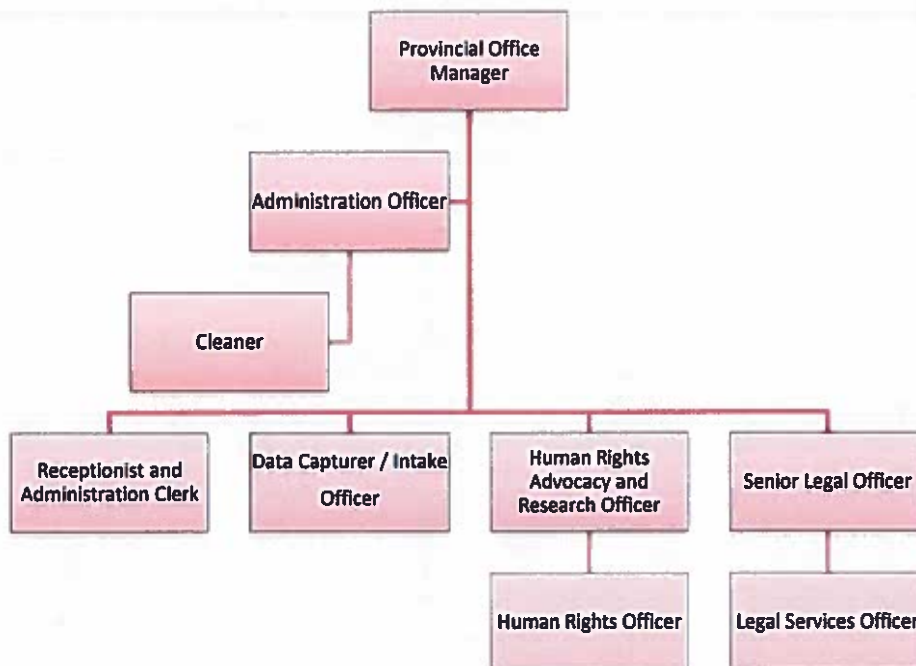 Provincial Office
Manager
Administration Officer
Cleaner
Receptionist and
Administration Clerk
Data Capturer / Intake
Officer
Human Rights
Advocacy and
Research Officer
Senior Legal Officer
Human Rights Officer
Legal Services Officer